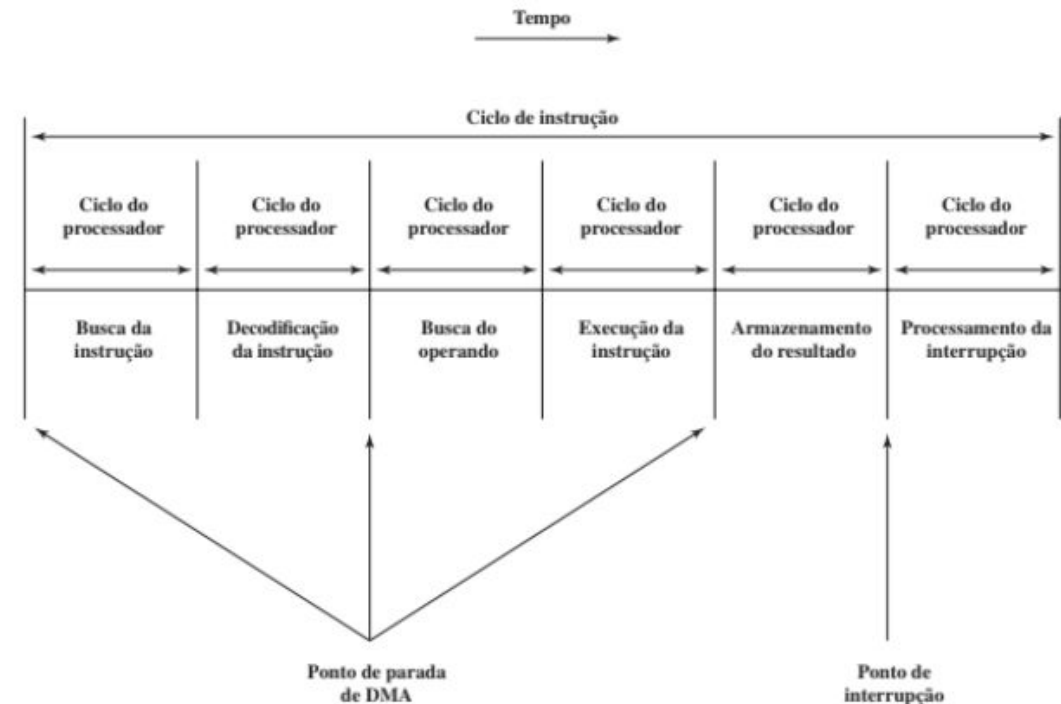 Tempo
Ciclo de instrução
Ciclo do
processador
Ciclo do
processador
Ciclo do
processador
Ciclo do
processador
Ciclo do
processador
Ciclo do
processador
Busca da
instrução
Decodificação
da instrução
Busca do
operando
Execução da
instrução
Armazenamento
do resultado
Processamento da
interrupção
Ponto de parada
de DMA
Ponto de
interrupção